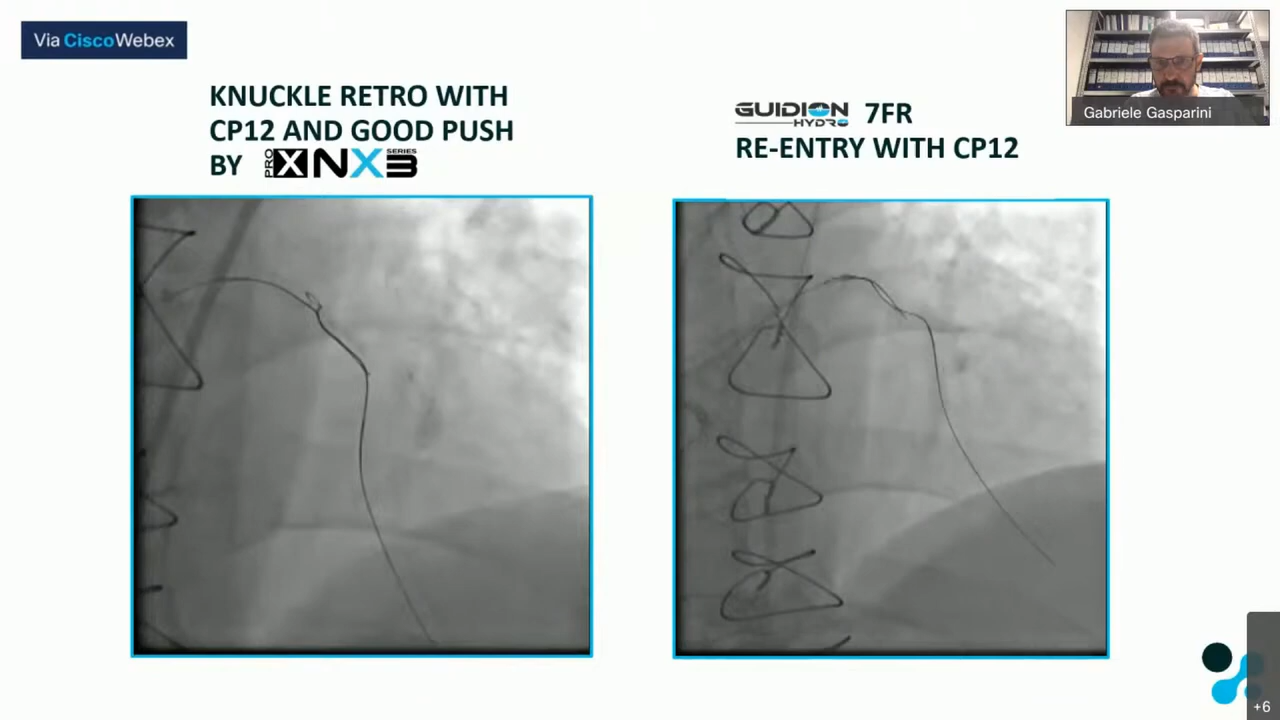 Via CiscoWebex
KNUCKLE RETRO WITH
CP12 AND GOOD PUSH
BY PRO X NX3 SERIES
GUIDION HYDRO 7FR
RE-ENTRY WITH CP12
Gabriele Gasparini
+6